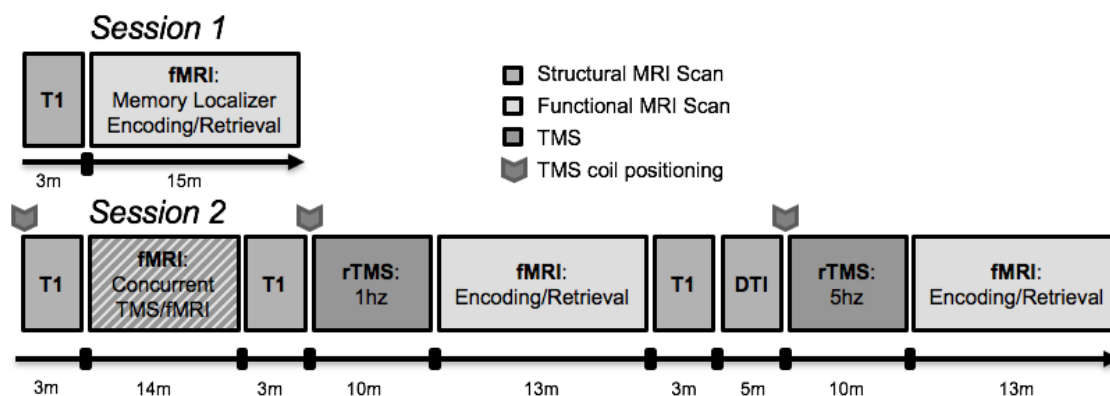 Session 1
T1
fMRI:
Memory Localizer
Encoding/Retrieval
3m
15m
Structural MRI Scan
Functional MRI Scan
TMS
TMS coil positioning
Session 2
T1
fMRI:
Concurrent
TMS/fMRI
T1
rTMS:
1hz
fMRI:
Encoding/Retrieval
T1
DTI
rTMS:
5hz
fMRI:
Encoding/Retrieval
3m
14m
3m
10m
13m
3m
5m
10m
13m